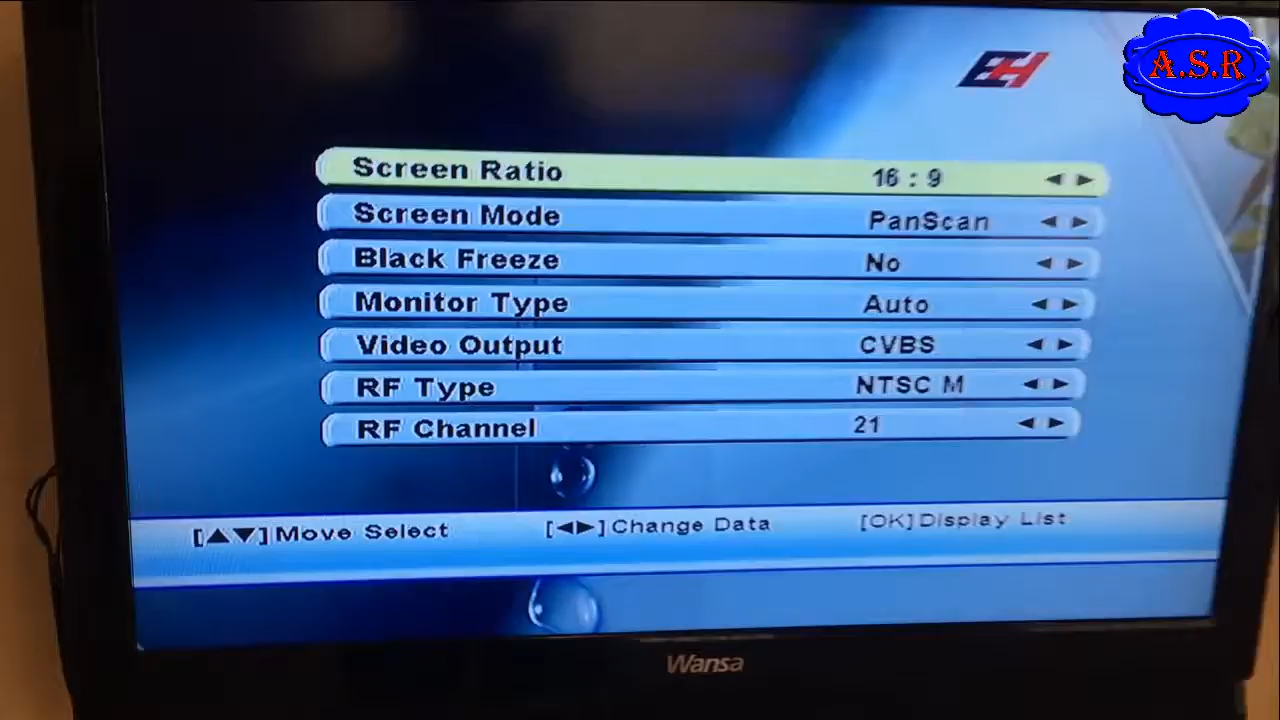 A.S.R
EH
Screen Ratio 16 : 9
Screen Mode PanScan
Black Freeze No
Monitor Type Auto
Video Output CVBS
RF Type NTSC M
RF Channel 21
[▲▼]Move Select [◀▶]Change Data [OK]Display List
Wansa